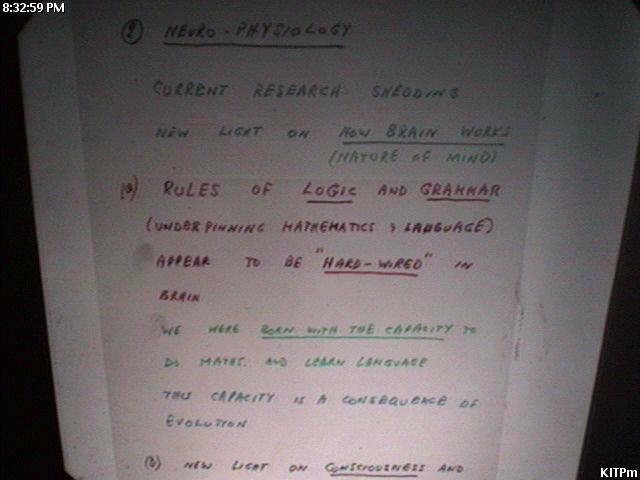 8:32:59 PM
(2) NEURO-PHYSIOLOGY
CURRENT RESEARCH SHEDDING
NEW LIGHT ON HOW BRAIN WORKS
(NATURE OF MIND)
(a) RULES OF LOGIC AND GRAMMAR
(UNDERPINNING MATHEMATICS & LANGUAGE)
APPEAR TO BE "HARD-WIRED" IN
BRAIN
WE WERE BORN WITH THE CAPACITY TO
DO MATHS. AND LEARN LANGUAGE
THIS CAPACITY IS A CONSEQUENCE OF
EVOLUTION
(b) NEW LIGHT ON CONSCIOUSNESS AND
KITPm